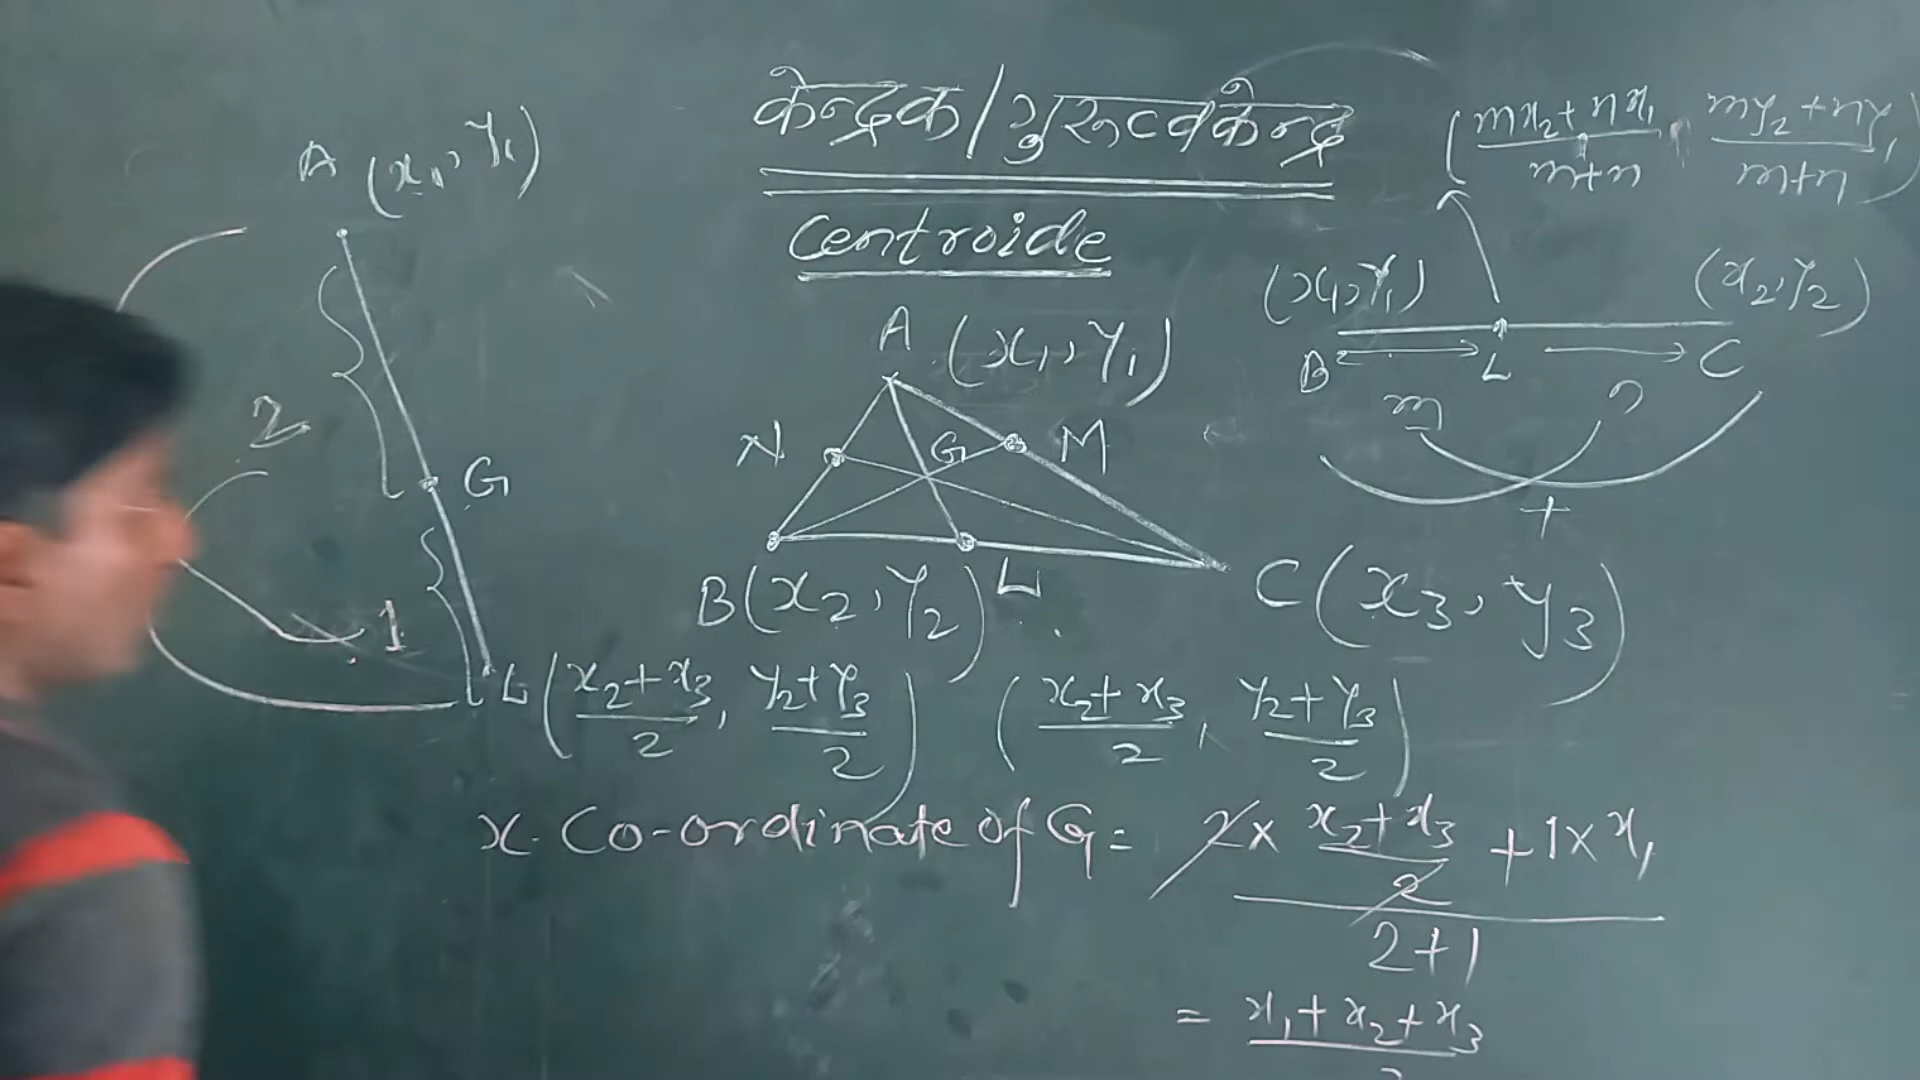 केन्द्रक/गुरूत्वकेन्द्र
Centroide
A (x₁, y₁)
2
G
1
L (x₂+x₃/2, y₂+y₃/2)
(mx₂+nx₁/m+n, my₂+ny₁/m+n)
(x₁, y₁) (x₂, y₂)
B L C
m n
+
A (x₁, y₁)
N G M
B(x₂, y₂) L C(x₃, y₃)
(x₂+x₃/2, y₂+y₃/2)
x-Co-ordinate of G = 2× x₂+x₃/2 + 1×x₁
2+1
= x₁+x₂+x₃